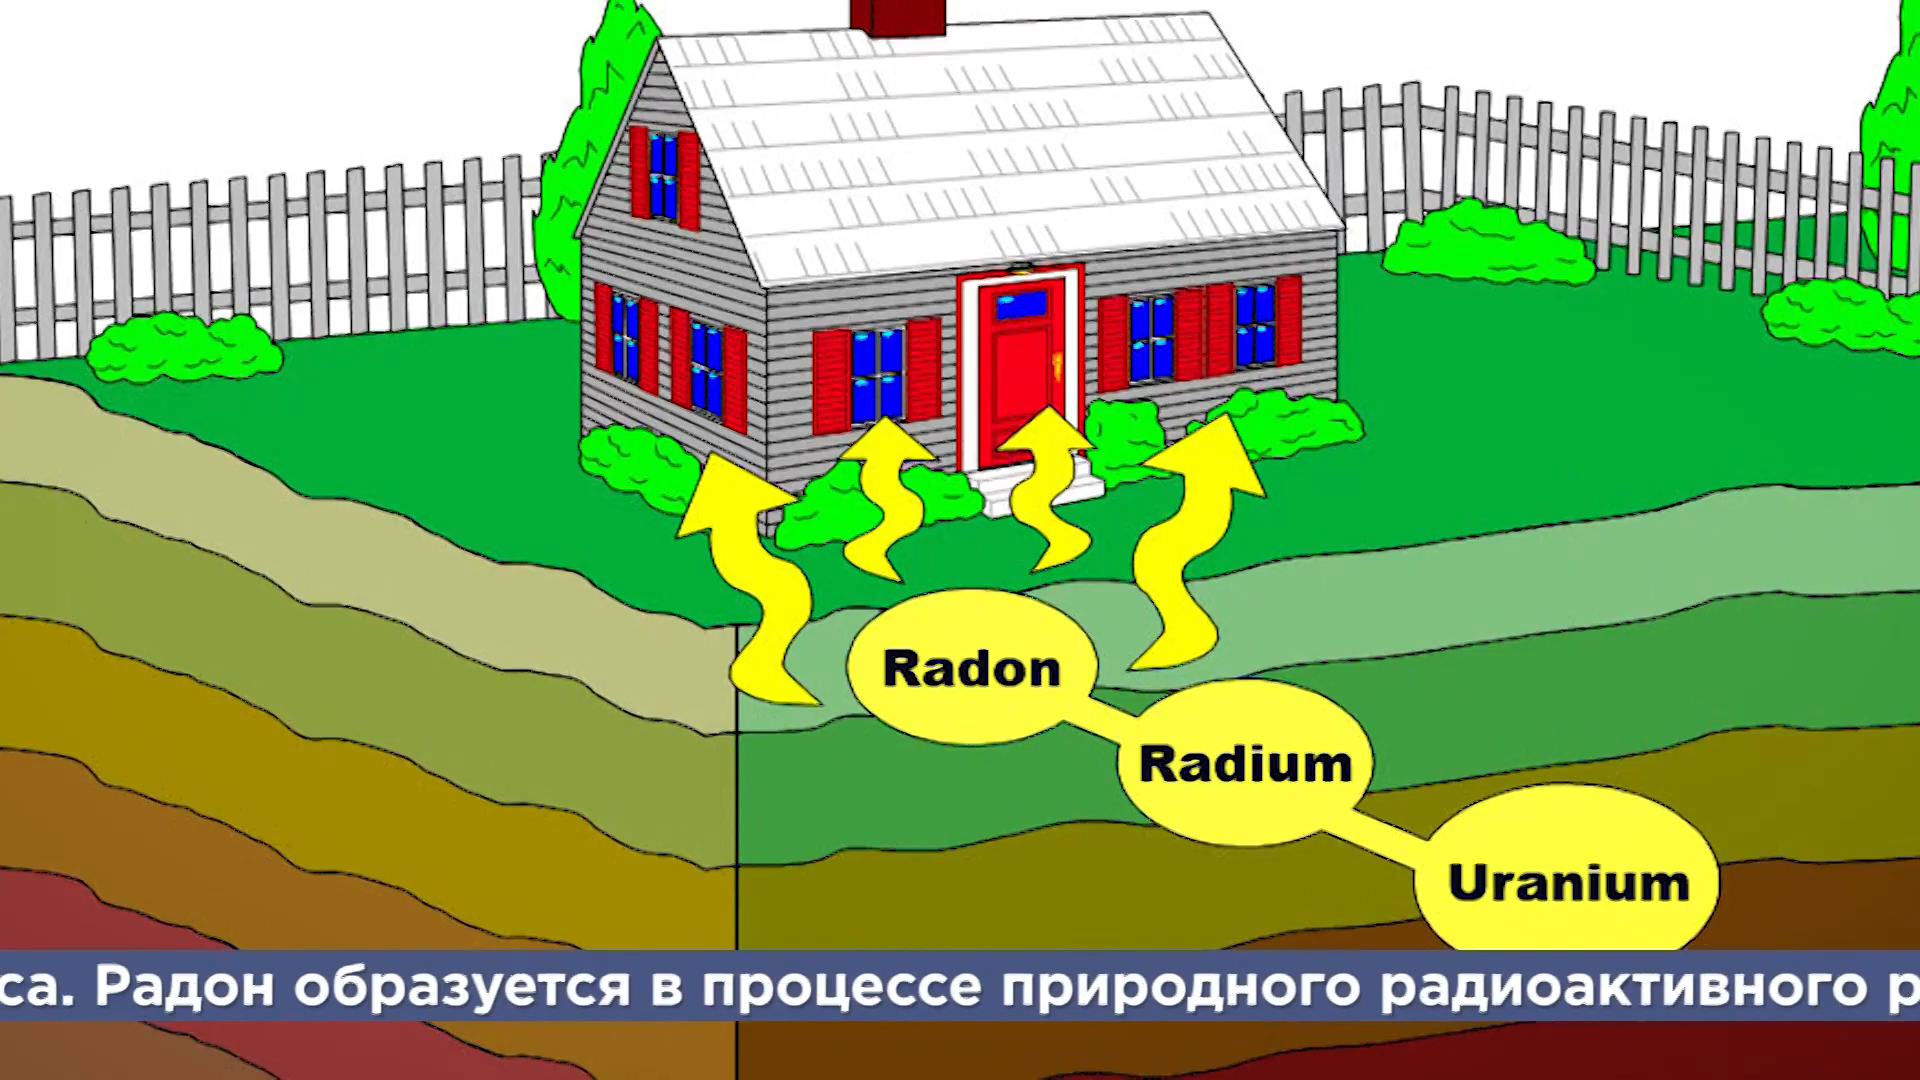 Radon
Radium
Uranium
са. Радон образуется в процессе природного радиоактивного р